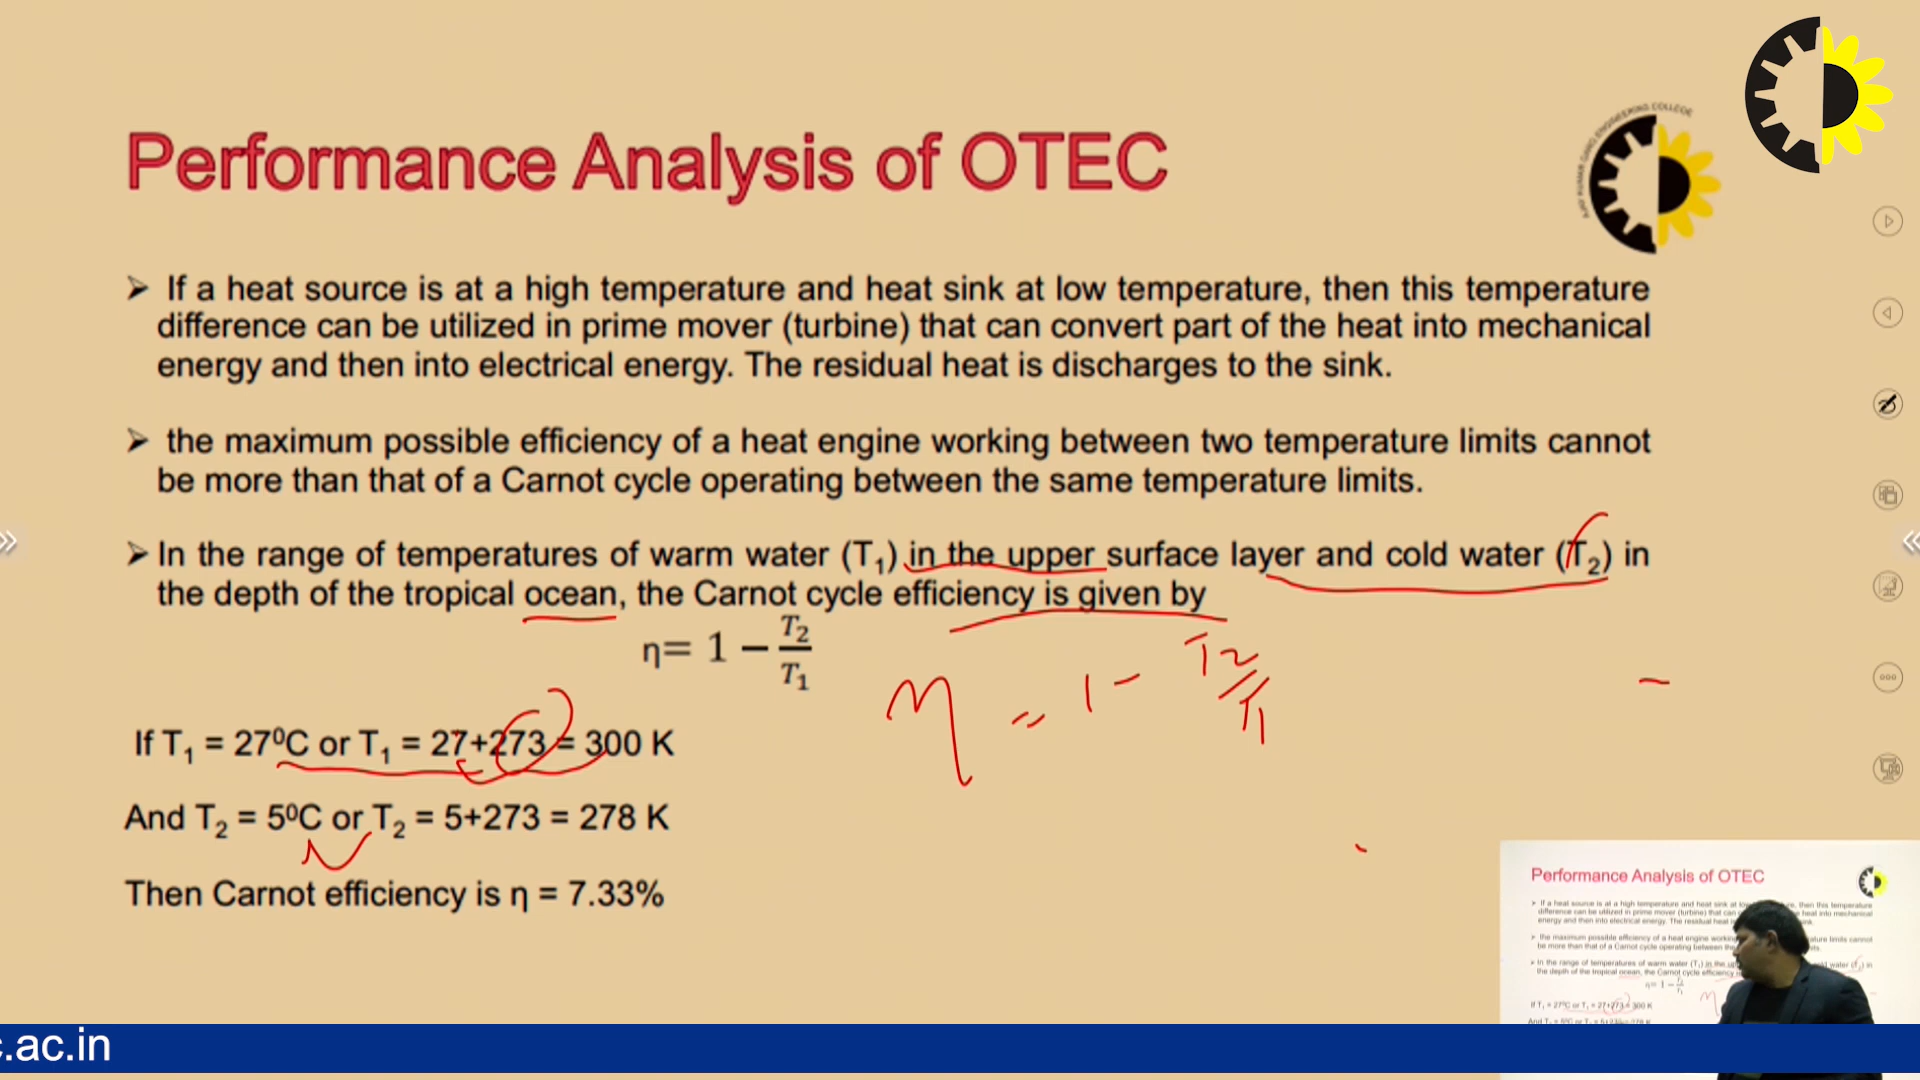 Performance Analysis of OTEC
AJAY KUMAR GARG ENGINEERING COLLEGE
➢ If a heat source is at a high temperature and heat sink at low temperature, then this temperature
difference can be utilized in prime mover (turbine) that can convert part of the heat into mechanical
energy and then into electrical energy. The residual heat is discharges to the sink.
➢ the maximum possible efficiency of a heat engine working between two temperature limits cannot
be more than that of a Carnot cycle operating between the same temperature limits.
➢ In the range of temperatures of warm water (T₁) in the upper surface layer and cold water (T₂) in
the depth of the tropical ocean, the Carnot cycle efficiency is given by
η= 1 − T₂/T₁
η = 1 - T2/T1
If T₁ = 27⁰C or T₁ = 27+273 = 300 K
And T₂ = 5⁰C or T₂ = 5+273 = 278 K
Then Carnot efficiency is η = 7.33%
Performance Analysis of OTEC
.ac.in